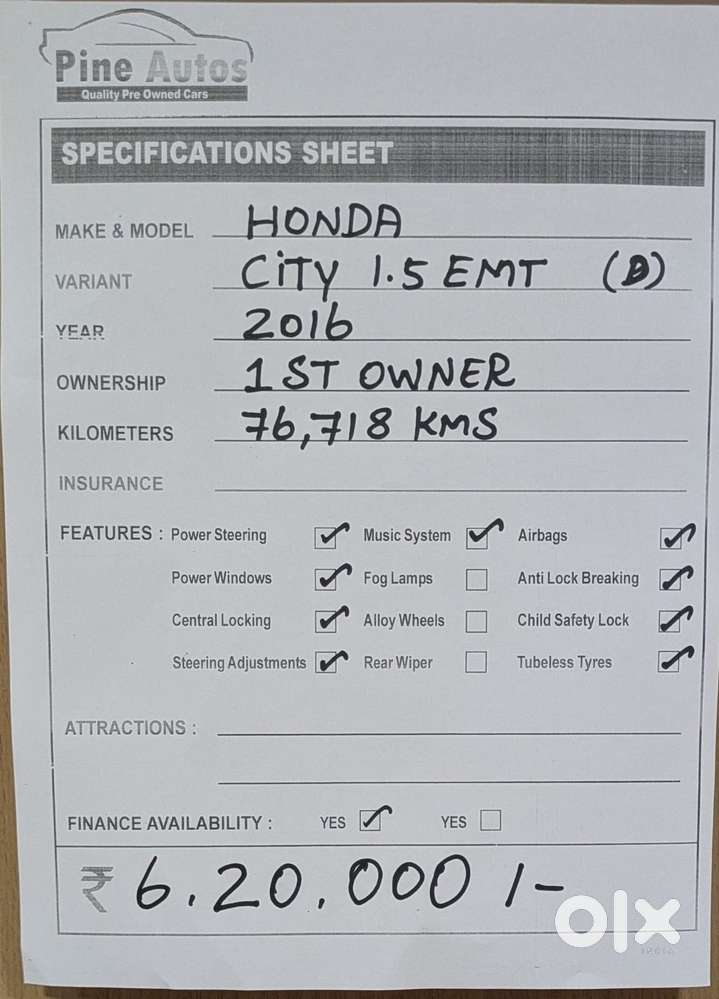 Pine Autos
Quality Pre Owned Cars
SPECIFICATIONS SHEET
MAKE & MODEL HONDA
VARIANT CiTY 1.5 EMT (D)
YEAR 2016
OWNERSHIP 1ST OWNER
KILOMETERS 76,718 KMS
INSURANCE
FEATURES : Power Steering Music System Airbags
Power Windows Fog Lamps Anti Lock Breaking
Central Locking Alloy Wheels Child Safety Lock
Steering Adjustments Rear Wiper Tubeless Tyres
ATTRACTIONS :
FINANCE AVAILABILITY : YES YES
₹ 6.20.000/-
olx